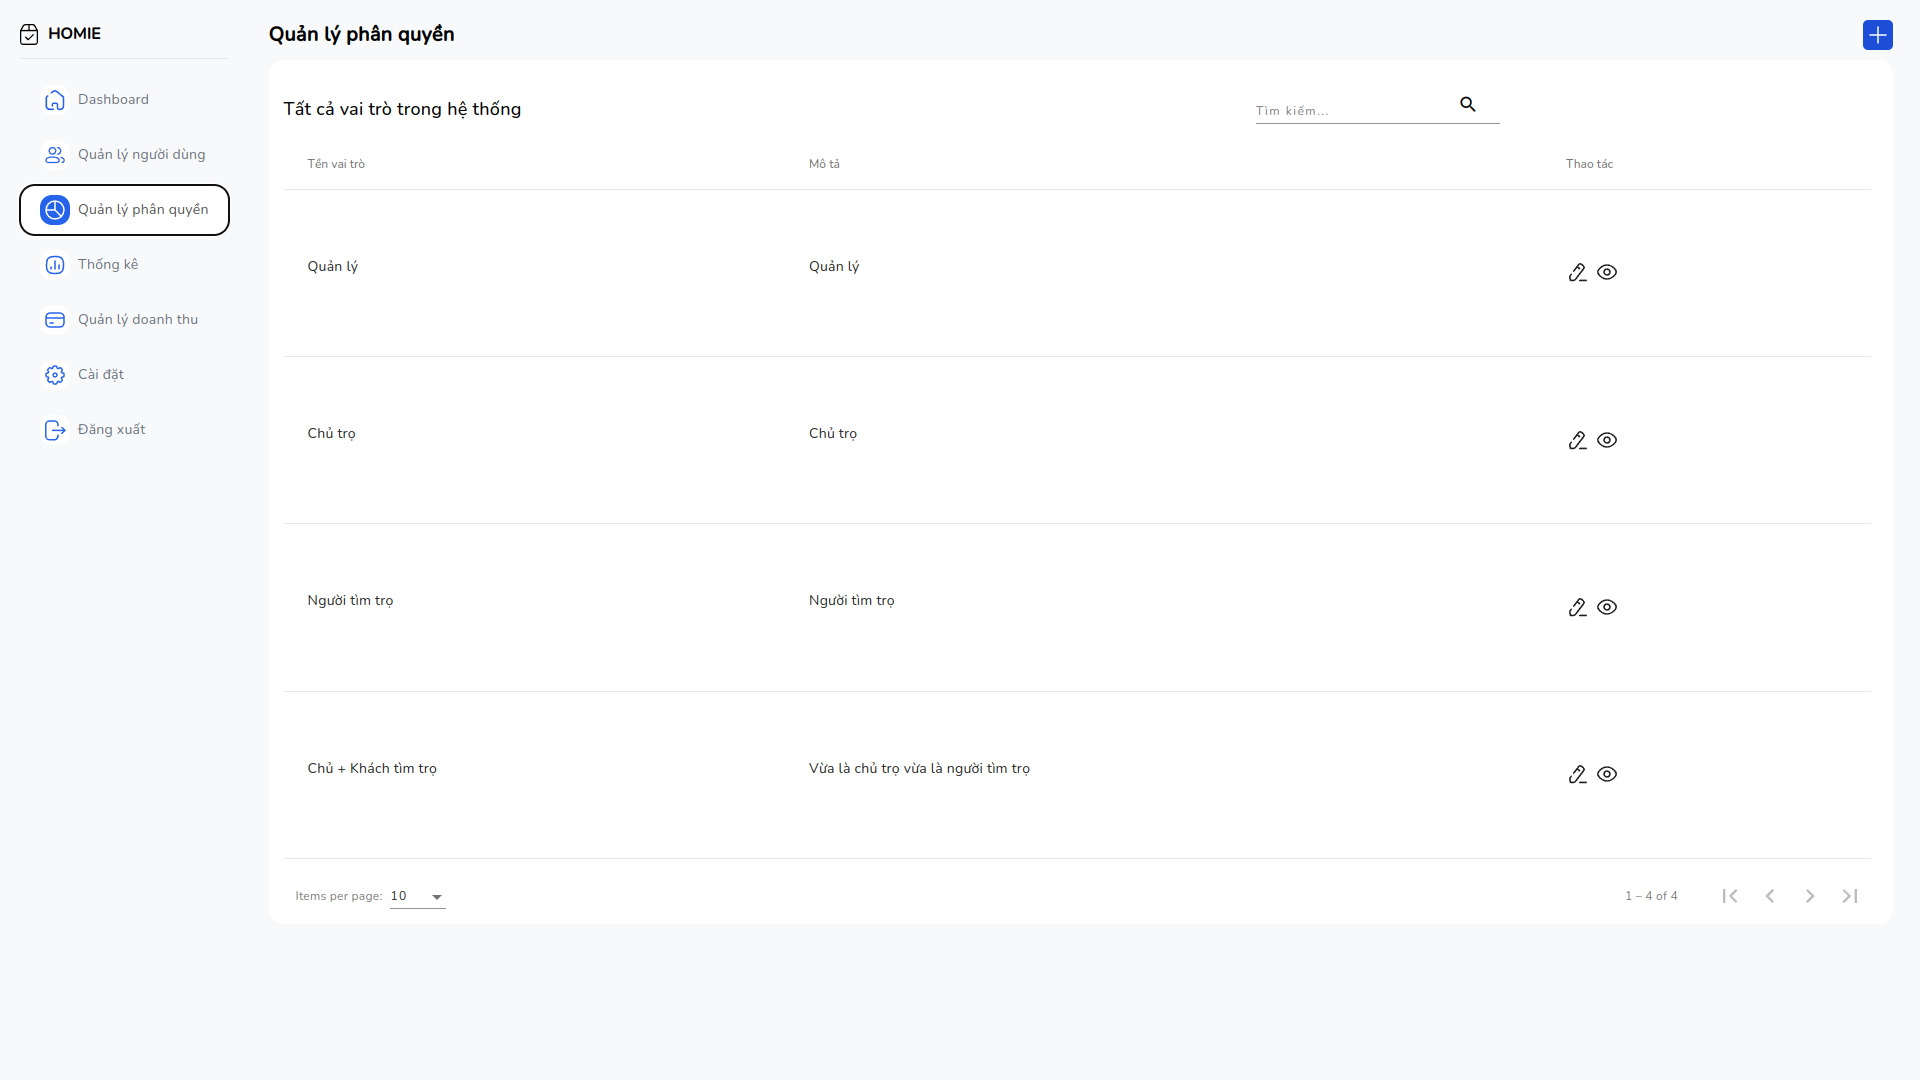 HOMIE
Dashboard
Quản lý người dùng
Quản lý phân quyền
Thống kê
Quản lý doanh thu
Cài đặt
Đăng xuất
Quản lý phân quyền
Tất cả vai trò trong hệ thống
Tìm kiếm...
Tền vai trò Mô tả Thao tác
Quản lý Quản lý
Chủ trọ Chủ trọ
Người tìm trọ Người tìm trọ
Chủ + Khách tìm trọ Vừa là chủ trọ vừa là người tìm trọ
Items per page: 10 1 – 4 of 4